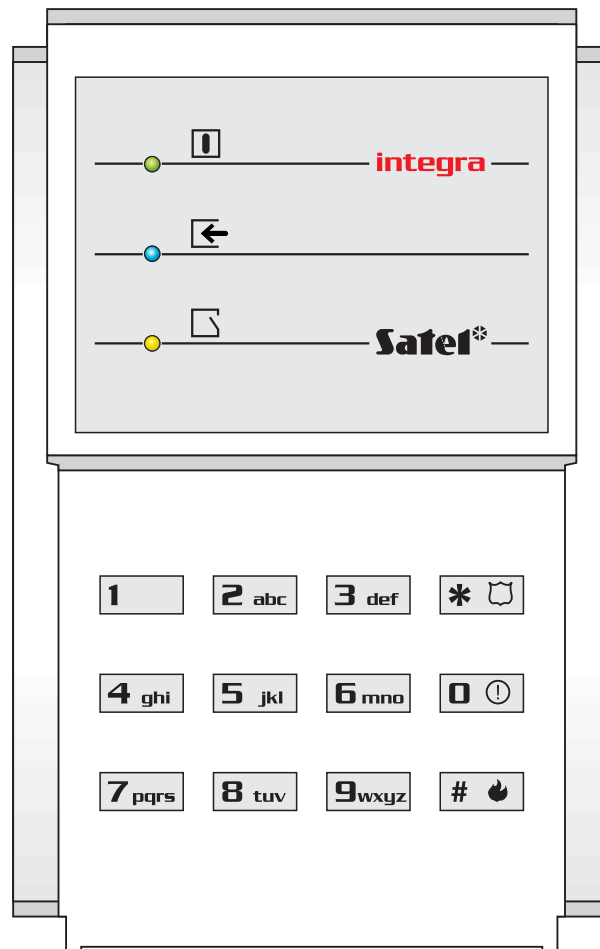 integra
Satel*
1 2 abc 3 def *
4 ghi 5 jkl 6 mno 0 !
7 pqrs 8 tuv 9 wxyz #